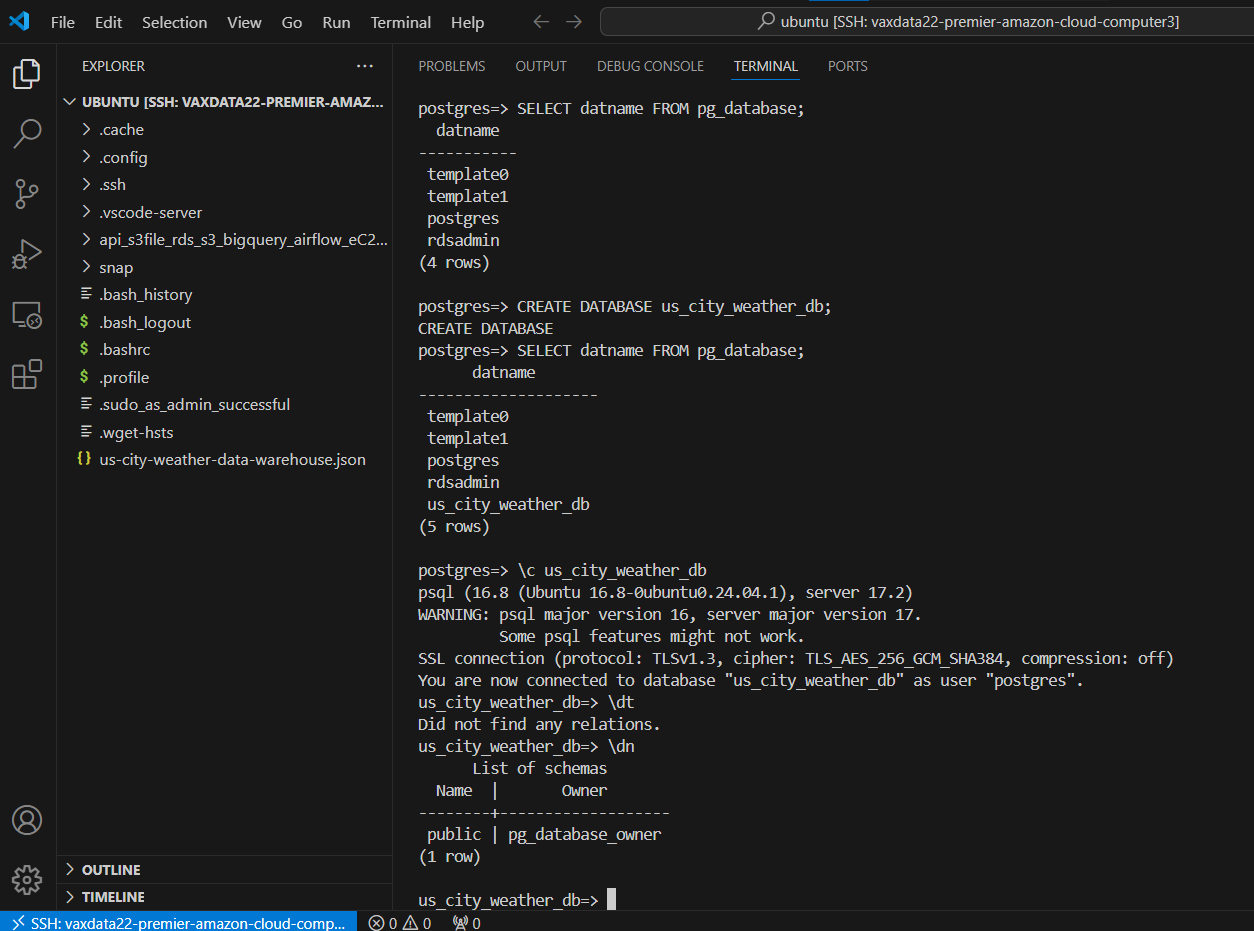 File Edit Selection View Go Run Terminal Help
ubuntu [SSH: vaxdata22-premier-amazon-cloud-computer3]
EXPLORER
...
UBUNTU [SSH: VAXDATA22-PREMIER-AMAZ...
.cache
.config
.ssh
.vscode-server
api_s3file_rds_s3_bigquery_airflow_eC2...
snap
.bash_history
$ .bash_logout
$ .bashrc
$ .profile
.sudo_as_admin_successful
.wget-hsts
{} us-city-weather-data-warehouse.json
OUTLINE
TIMELINE
PROBLEMS OUTPUT DEBUG CONSOLE TERMINAL PORTS
postgres=> SELECT datname FROM pg_database;
datname
-----------
template0
template1
postgres
rdsadmin
(4 rows)
postgres=> CREATE DATABASE us_city_weather_db;
CREATE DATABASE
postgres=> SELECT datname FROM pg_database;
datname
--------------------
template0
template1
postgres
rdsadmin
us_city_weather_db
(5 rows)
postgres=> \c us_city_weather_db
psql (16.8 (Ubuntu 16.8-0ubuntu0.24.04.1), server 17.2)
WARNING: psql major version 16, server major version 17.
Some psql features might not work.
SSL connection (protocol: TLSv1.3, cipher: TLS_AES_256_GCM_SHA384, compression: off)
You are now connected to database "us_city_weather_db" as user "postgres".
us_city_weather_db=> \dt
Did not find any relations.
us_city_weather_db=> \dn
List of schemas
Name | Owner
--------+-------------------
public | pg_database_owner
(1 row)
us_city_weather_db=>
SSH: vaxdata22-premier-amazon-cloud-comp... 0 0 0